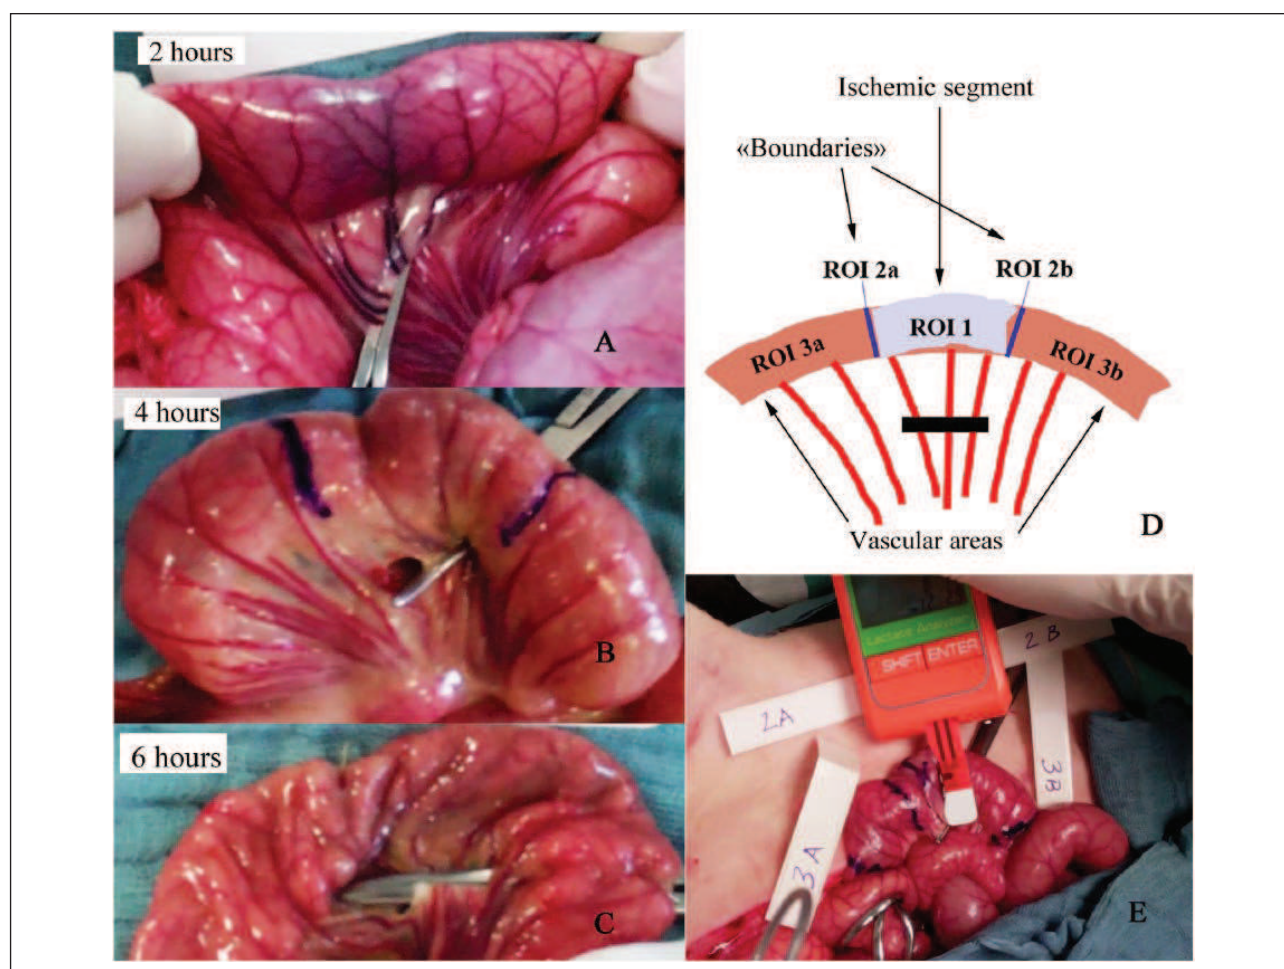 2 hours
A
4 hours
B
6 hours
C
Ischemic segment
«Boundaries»
ROI 2a
ROI 2b
ROI 1
ROI 3a
ROI 3b
Vascular areas
D
Lactate Analyzer
SHIFT
ENTER
2A
2B
3A
3B
E